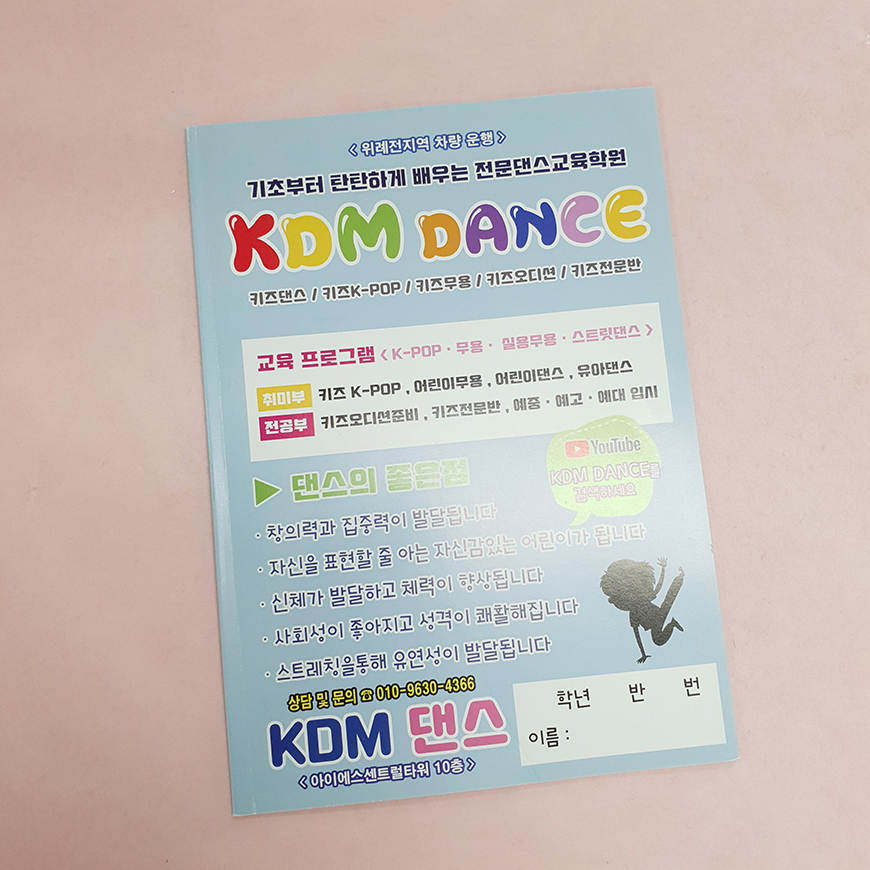 < 위례전지역 차량 운행 >
기초부터 탄탄하게 배우는 전문댄스교육학원
KDM DANCE
키즈댄스 / 키즈K-POP / 키즈무용 / 키즈오디션 / 키즈전문반
교육 프로그램 < K-POP · 무용 · 실용무용 · 스트릿댄스 >
취미부 키즈 K-POP , 어린이무용 , 어린이댄스 , 유아댄스
전공부 키즈오디션준비 , 키즈전문반 , 예중 · 예고 · 예대 입시
YouTube
KDM DANCE를
검색하세요
▶ 댄스의 좋은점
· 창의력과 집중력이 발달됩니다
· 자신을 표현할 줄 아는 자신감있는 어린이가 됩니다
· 신체가 발달하고 체력이 향상됩니다
· 사회성이 좋아지고 성격이 쾌활해집니다
· 스트레칭을통해 유연성이 발달됩니다
상담 및 문의 ☎ 010-9630-4366
KDM 댄스
< 아이에스센트럴타워 10층 >
학년 반 번
이름 :